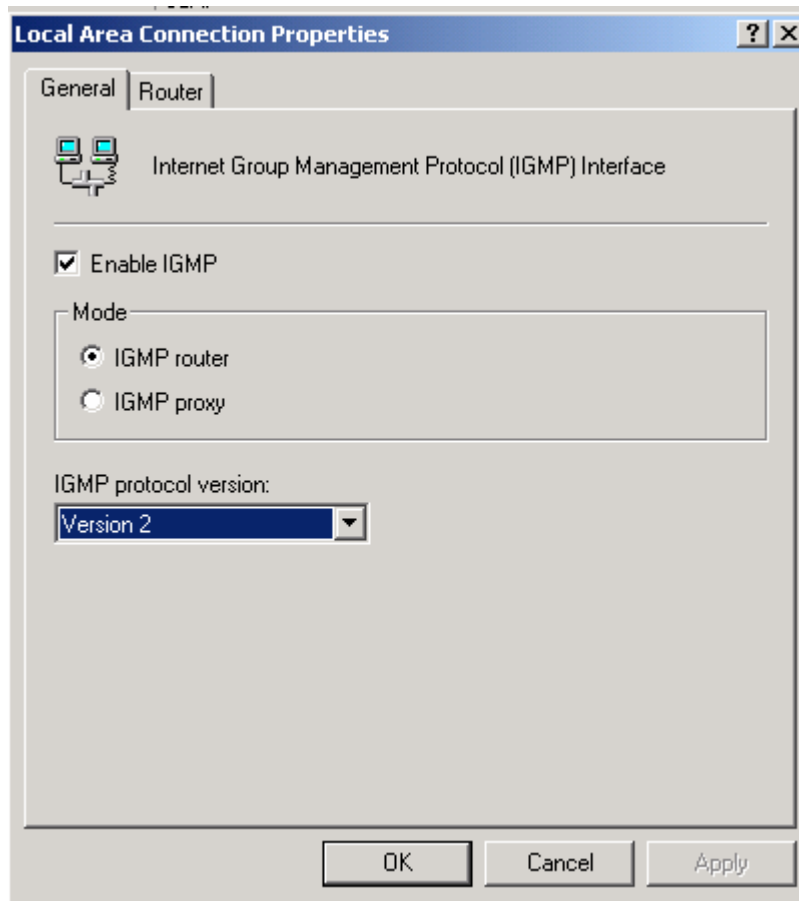 Local Area Connection Properties
General
Router
Internet Group Management Protocol (IGMP) Interface
Enable IGMP
Mode
IGMP router
IGMP proxy
IGMP protocol version:
Version 2
OK
Cancel
Apply